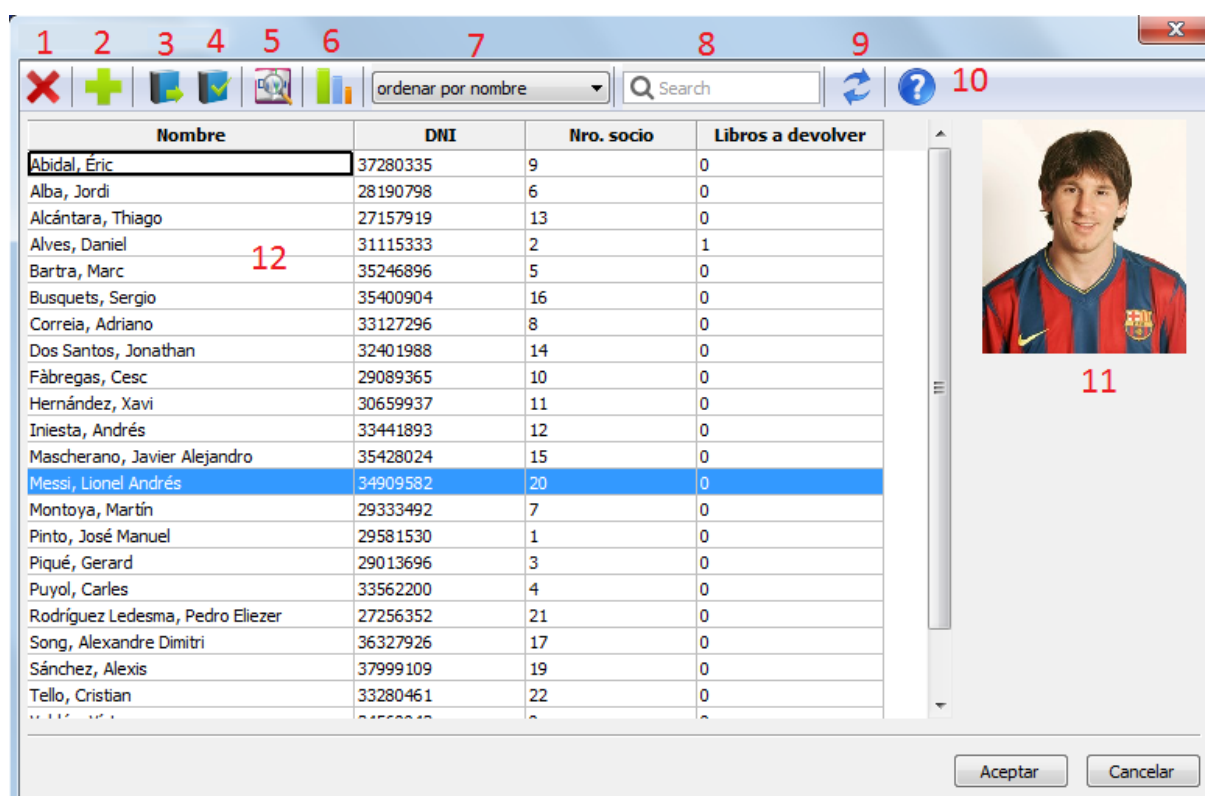 1 2 3 4 5 6 7 8 9
ordenar por nombre Search 10
Nombre DNI Nro. socio Libros a devolver
Abidal, Éric 37280335 9 0
Alba, Jordi 28190798 6 0
Alcántara, Thiago 27157919 13 0
Alves, Daniel 31115333 2 1
12
Bartra, Marc 35246896 5 0
Busquets, Sergio 35400904 16 0
Correia, Adriano 33127296 8 0
Dos Santos, Jonathan 32401988 14 0
Fàbregas, Cesc 29089365 10 0
11
Hernández, Xavi 30659937 11 0
Iniesta, Andrés 33441893 12 0
Mascherano, Javier Alejandro 35428024 15 0
Messi, Lionel Andrés 34909582 20 0
Montoya, Martín 29333492 7 0
Pinto, José Manuel 29581530 1 0
Piqué, Gerard 29013696 3 0
Puyol, Carles 33562200 4 0
Rodríguez Ledesma, Pedro Eliezer 27256352 21 0
Song, Alexandre Dimitri 36327926 17 0
Sánchez, Alexis 37999109 19 0
Tello, Cristian 33280461 22 0
Aceptar Cancelar